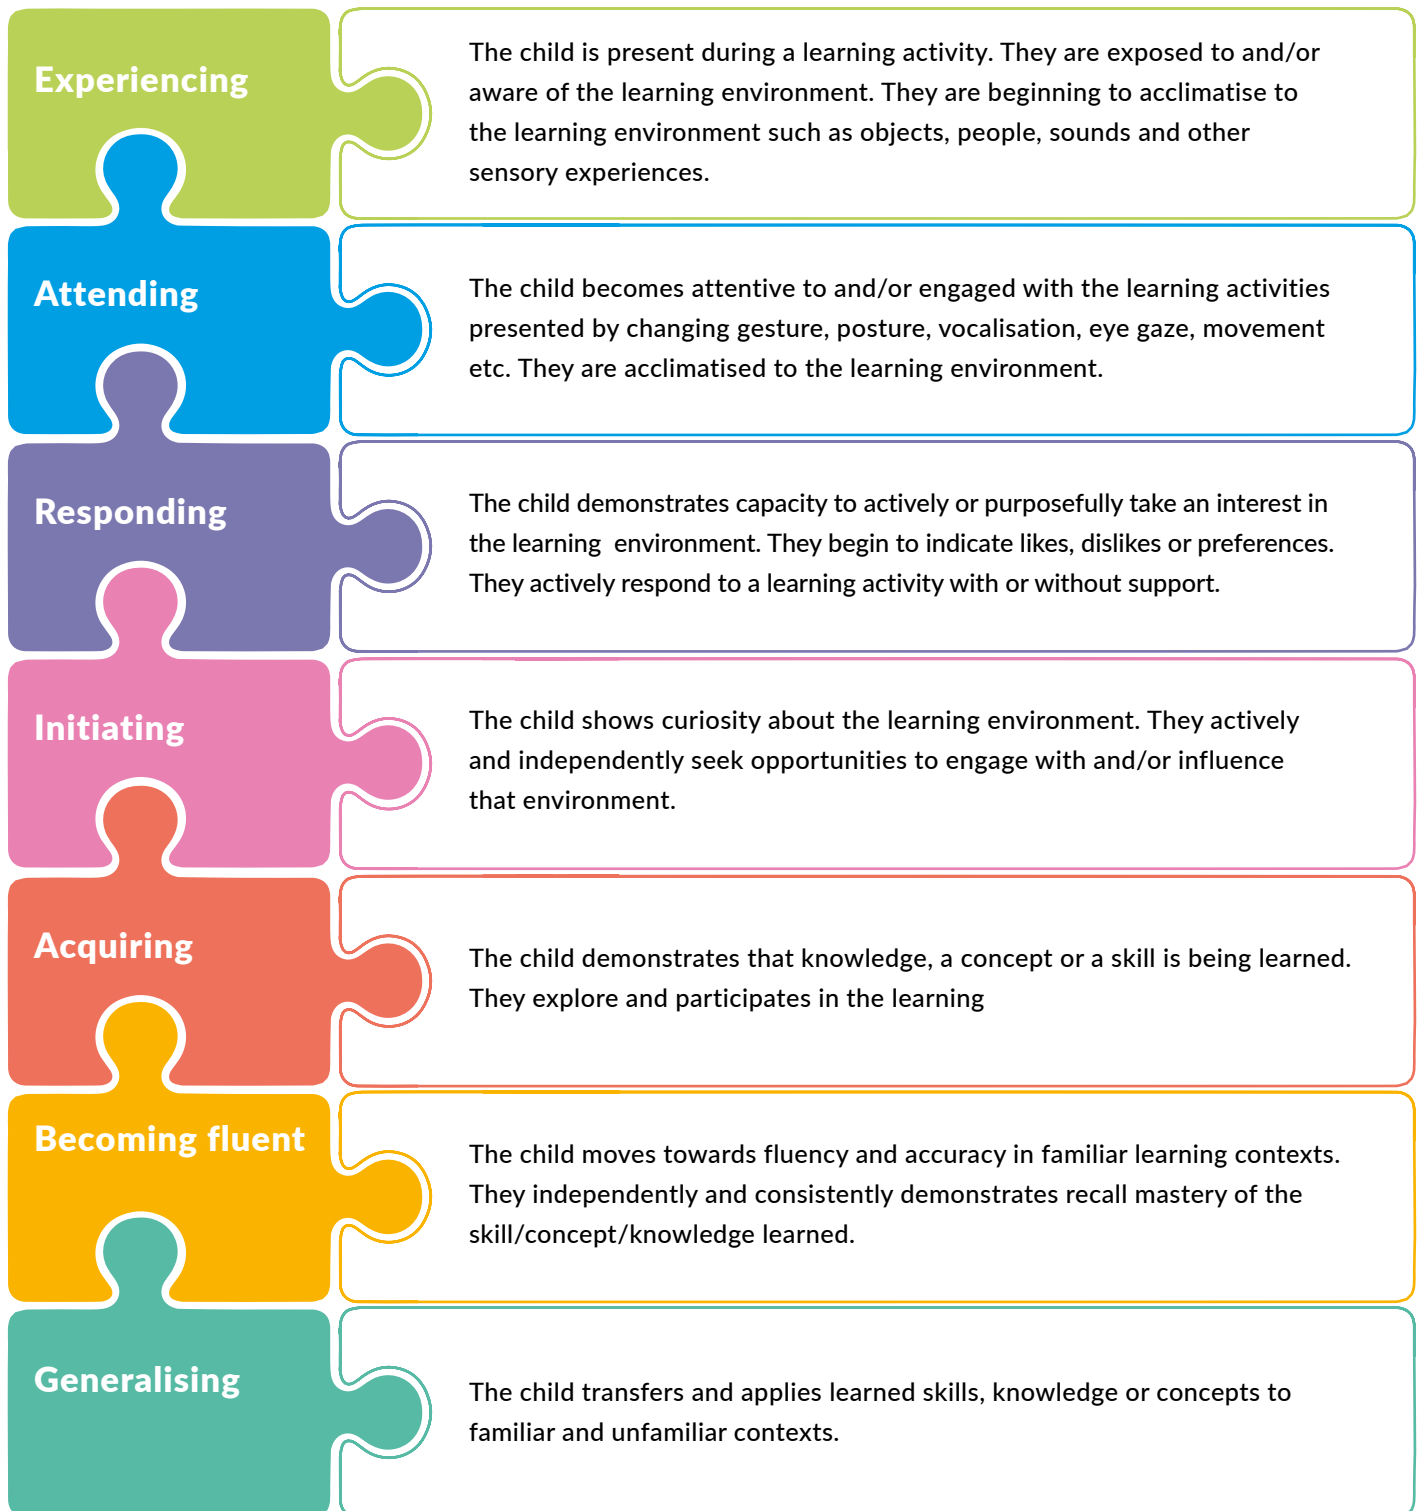 Experiencing
The child is present during a learning activity. They are exposed to and/or
aware of the learning environment. They are beginning to acclimatise to
the learning environment such as objects, people, sounds and other
sensory experiences.
Attending
The child becomes attentive to and/or engaged with the learning activities
presented by changing gesture, posture, vocalisation, eye gaze, movement
etc. They are acclimatised to the learning environment.
Responding
The child demonstrates capacity to actively or purposefully take an interest in
the learning  environment. They begin to indicate likes, dislikes or preferences.
They actively respond to a learning activity with or without support.
Initiating
The child shows curiosity about the learning environment. They actively
and independently seek opportunities to engage with and/or influence
that environment.
Acquiring
The child demonstrates that knowledge, a concept or a skill is being learned.
They explore and participates in the learning
Becoming fluent
The child moves towards fluency and accuracy in familiar learning contexts.
They independently and consistently demonstrates recall mastery of the
skill/concept/knowledge learned.
Generalising
The child transfers and applies learned skills, knowledge or concepts to
familiar and unfamiliar contexts.